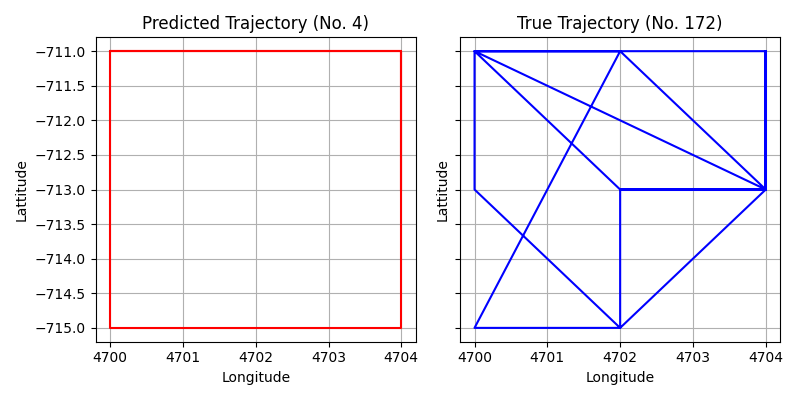 Predicted Trajectory (No. 4)
True Trajectory (No. 172)
−711.0
−711.5
−712.0
−712.5
−713.0
−713.5
−714.0
−714.5
−715.0
Lattitude
Lattitude
4700 4701 4702 4703 4704
4700 4701 4702 4703 4704
Longitude
Longitude